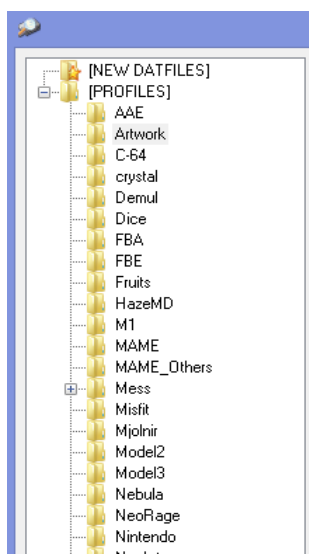 [NEW DATFILES]
[PROFILES]
AAE
Artwork
C-64
crystal
Demul
Dice
FBA
FBE
Fruits
HazeMD
M1
MAME
MAME_Others
Mess
Misfit
Mjolnir
Model2
Model3
Nebula
NeoRage
Nintendo